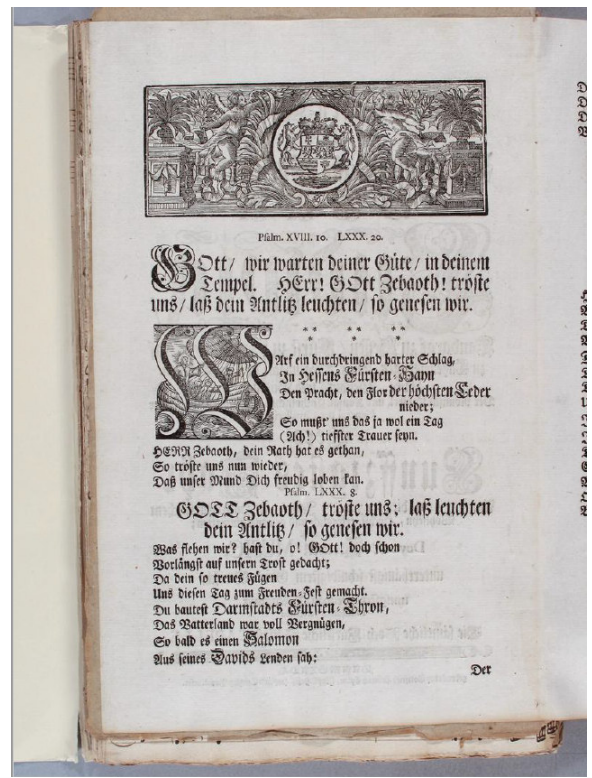 Psalm. XVIII. 10. LXXX. 20.
GOtt/ wir warten deiner Güte/ in deinem
Tempel. HErr! GOtt Zebaoth! tröste
uns/ laß dein Antlitz leuchten/ so genesen wir.
** ** **
WArf ein durchdringend harter Schlag,
In Hessens Fürsten-Hayn
Den Pracht, den Flor der höchsten Ceder
nieder;
So mußt uns das ja wol ein Tag
(Ach!) tieffster Trauer seyn.
HERR Zebaoth, dein Rath hat es gethan,
So tröste uns nun wieder,
Daß unser Mund Dich freudig loben kan.
Psalm. LXXX. 8.
GOTT Zebaoth/ tröste uns; laß leuchten
dein Antlitz/ so genesen wir.
Was flehen wir? hast du, o! GOtt! doch schon
Vorlängst auf unsern Trost gedacht;
Da dein so treues Fügen
Uns diesen Tag zum Freuden-Fest gemacht.
Du bautest Darmstadts Fürsten-Thron,
Das Vatterland war voll Vergnügen,
So bald es einen Salomon
Aus seines Davids Lenden sah:
Der